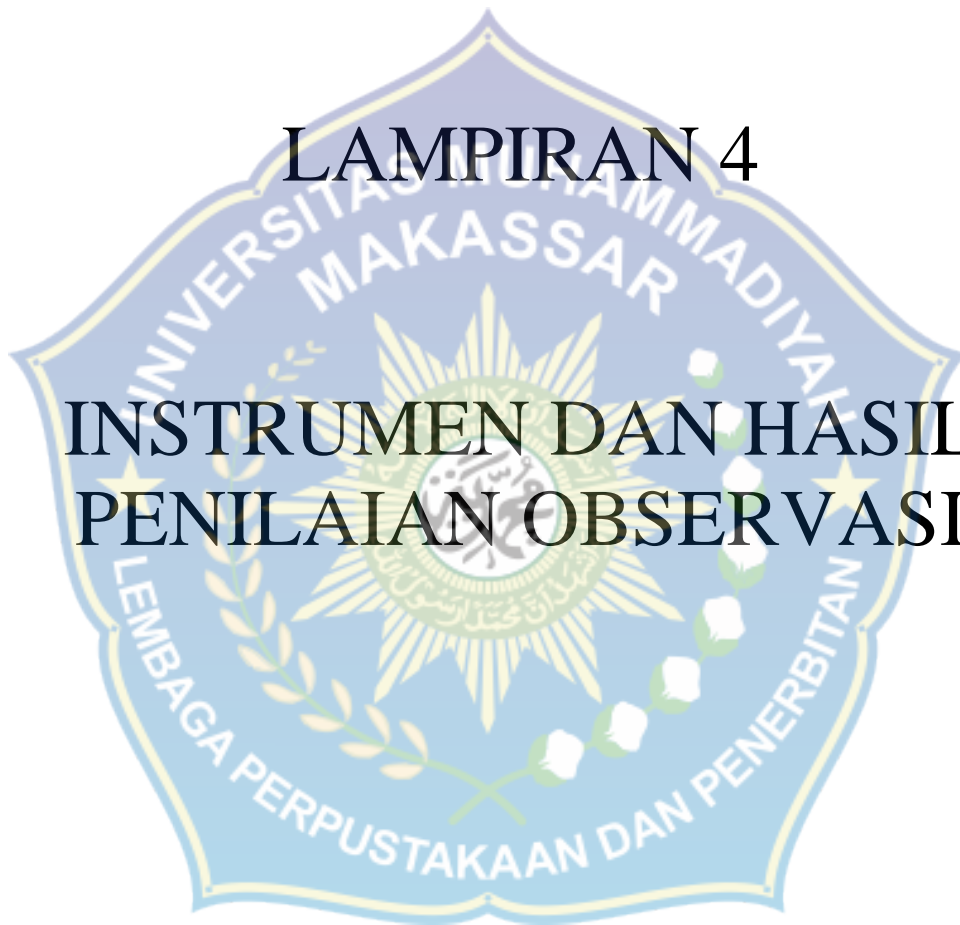 LAMPIRAN 4
UNIVERSITAS MUHAMMADIYAH
MAKASSAR
INSTRUMEN DAN HASIL
PENILAIAN OBSERVASI
LEMBAGA PERPUSTAKAAN DAN PENERBITAN